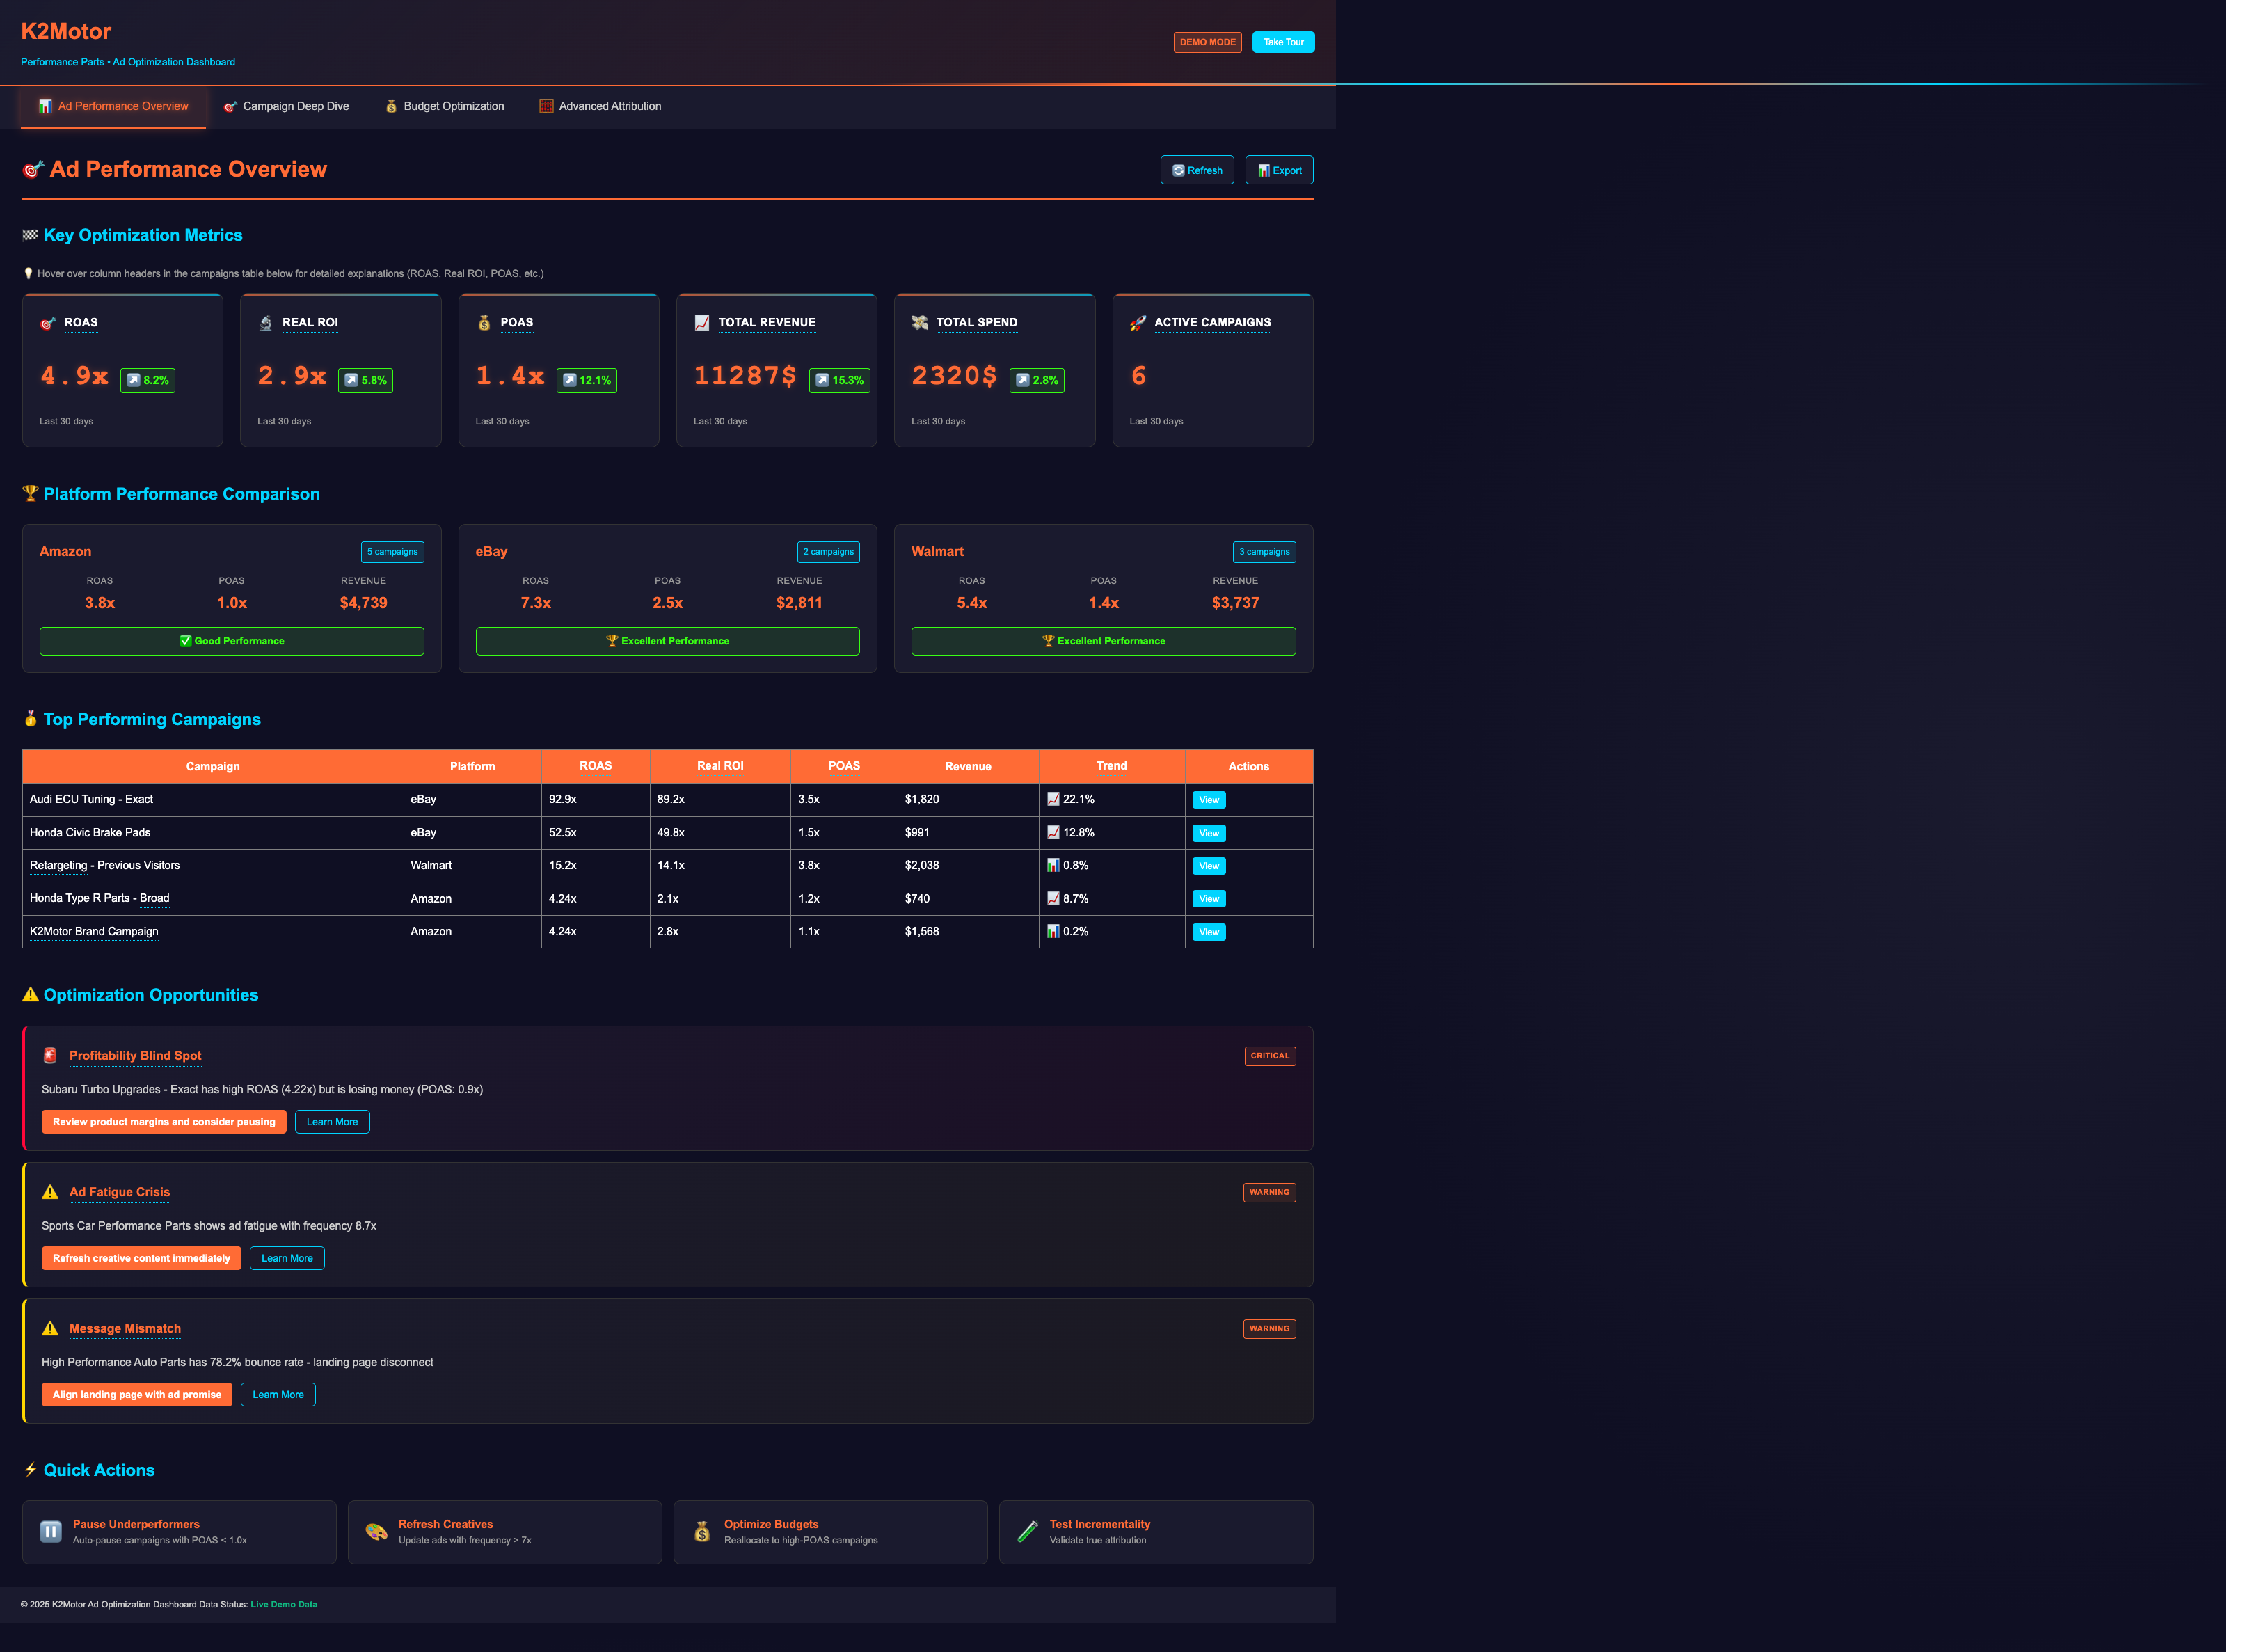 K2Motor
Performance Parts • Ad Optimization Dashboard
DEMO MODE
Take Tour
Ad Performance Overview
Campaign Deep Dive
Budget Optimization
Advanced Attribution
Ad Performance Overview
Refresh
Export
Key Optimization Metrics
Hover over column headers in the campaigns table below for detailed explanations (ROAS, Real ROI, POAS, etc.)
ROAS
4.9x 8.2%
Last 30 days
REAL ROI
2.9x 5.8%
Last 30 days
POAS
1.4x 12.1%
Last 30 days
TOTAL REVENUE
11287$ 15.3%
Last 30 days
TOTAL SPEND
2320$ 2.8%
Last 30 days
ACTIVE CAMPAIGNS
6
Last 30 days
Platform Performance Comparison
Amazon 5 campaigns
ROAS POAS REVENUE
3.8x 1.0x $4,739
Good Performance
eBay 2 campaigns
ROAS POAS REVENUE
7.3x 2.5x $2,811
Excellent Performance
Walmart 3 campaigns
ROAS POAS REVENUE
5.4x 1.4x $3,737
Excellent Performance
Top Performing Campaigns
Campaign Platform ROAS Real ROI POAS Revenue Trend Actions
Audi ECU Tuning - Exact eBay 92.9x 89.2x 3.5x $1,820 22.1% View
Honda Civic Brake Pads eBay 52.5x 49.8x 1.5x $991 12.8% View
Retargeting - Previous Visitors Walmart 15.2x 14.1x 3.8x $2,038 0.8% View
Honda Type R Parts - Broad Amazon 4.24x 2.1x 1.2x $740 8.7% View
K2Motor Brand Campaign Amazon 4.24x 2.8x 1.1x $1,568 0.2% View
Optimization Opportunities
Profitability Blind Spot CRITICAL
Subaru Turbo Upgrades - Exact has high ROAS (4.22x) but is losing money (POAS: 0.9x)
Review product margins and consider pausing Learn More
Ad Fatigue Crisis WARNING
Sports Car Performance Parts shows ad fatigue with frequency 8.7x
Refresh creative content immediately Learn More
Message Mismatch WARNING
High Performance Auto Parts has 78.2% bounce rate - landing page disconnect
Align landing page with ad promise Learn More
Quick Actions
Pause Underperformers
Auto-pause campaigns with POAS < 1.0x
Refresh Creatives
Update ads with frequency > 7x
Optimize Budgets
Reallocate to high-POAS campaigns
Test Incrementality
Validate true attribution
© 2025 K2Motor Ad Optimization Dashboard Data Status: Live Demo Data